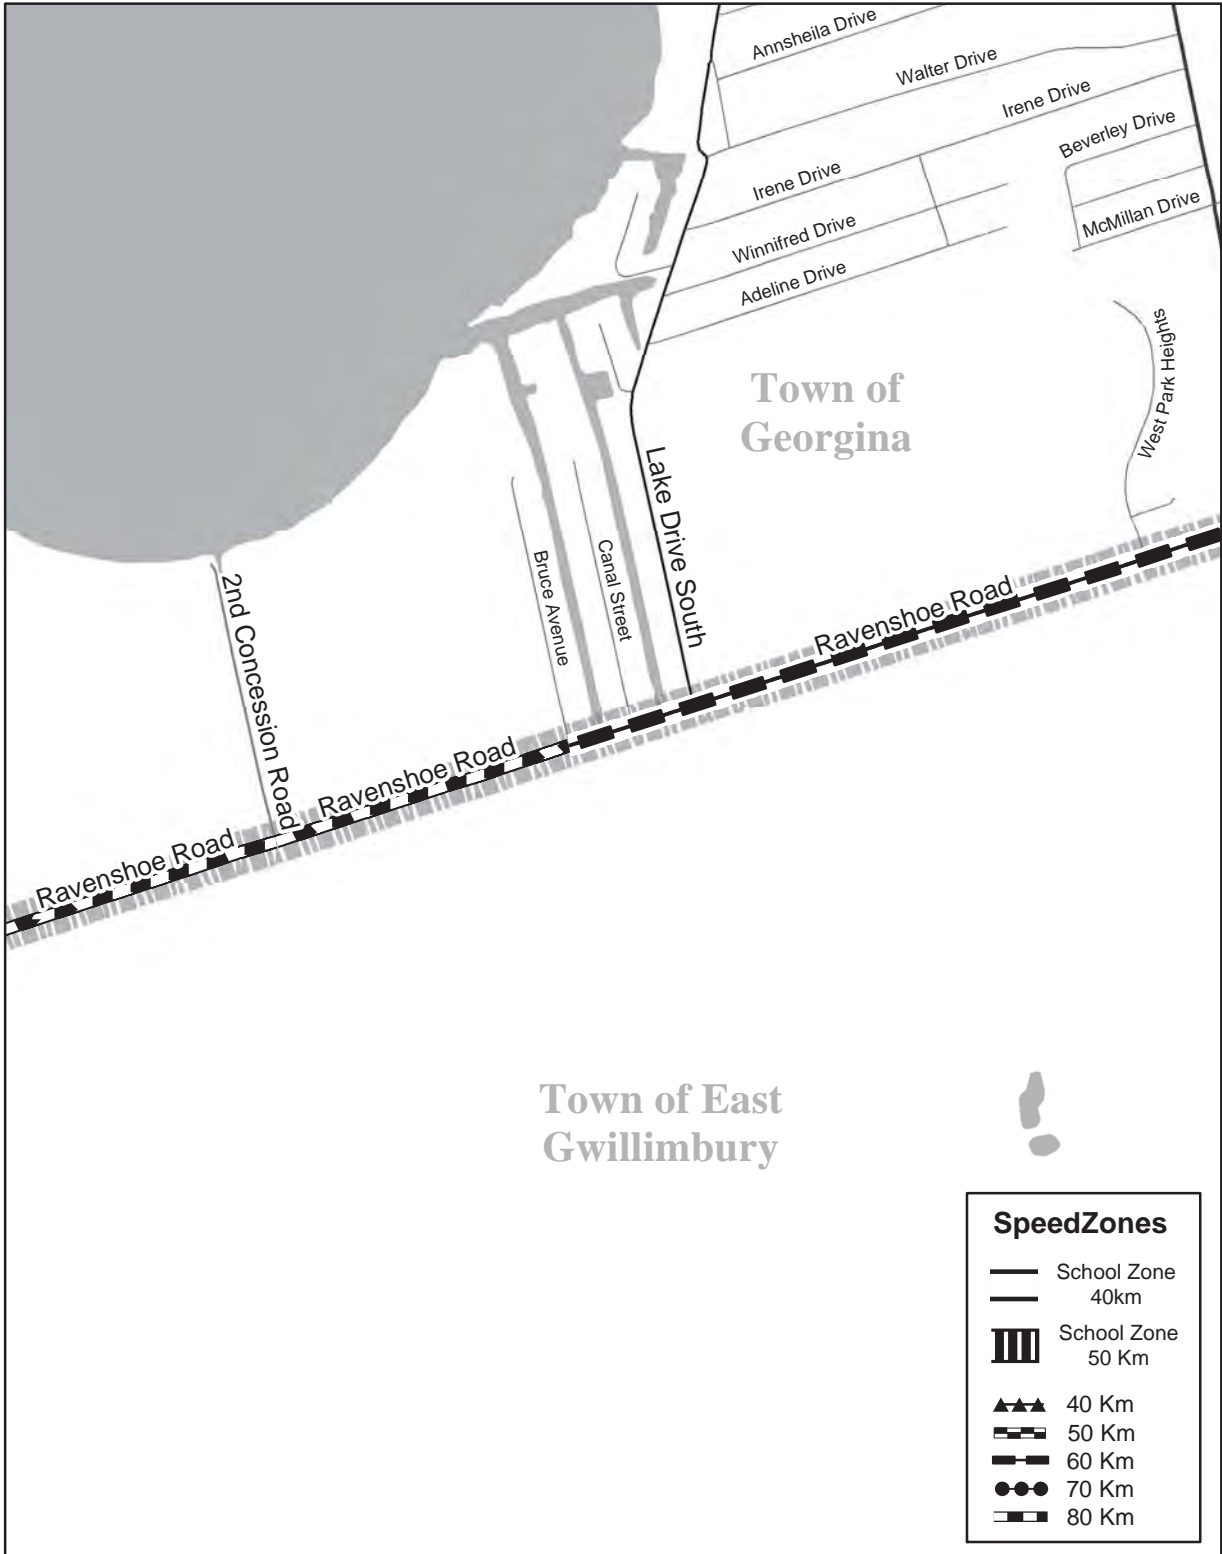 Annsheila Drive
Walter Drive
Irene Drive
Beverley Drive
Irene Drive
McMillan Drive
Winnifred Drive
Adeline Drive
West Park Heights
Town of
Georgina
Lake Drive South
Canal Street
Bruce Avenue
2nd Concession Road
Ravenshoe Road
Ravenshoe Road
Ravenshoe Road
Town of East
Gwillimbury
SpeedZones
School Zone
40km
School Zone
50 Km
40 Km
50 Km
60 Km
70 Km
80 Km